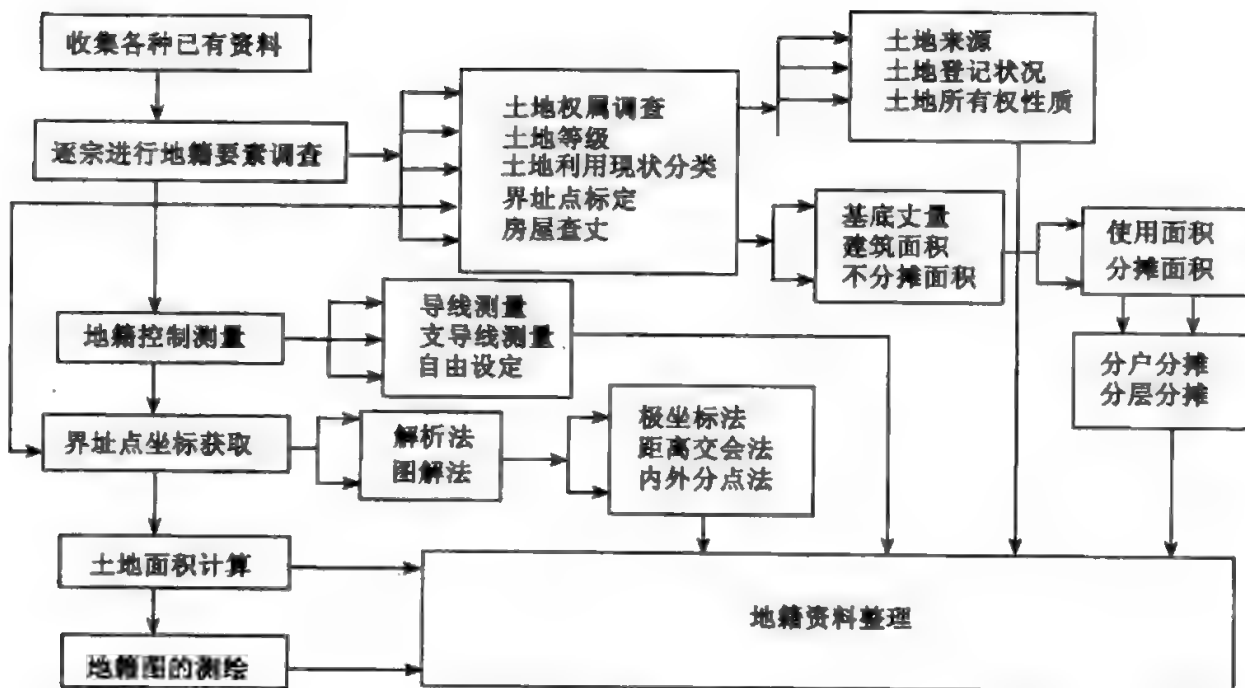 收集各种已有资料
逐宗进行地籍要素调查
土地权属调查
土地等级
土地利用现状分类
界址点标定
房屋查丈
土地来源
土地登记状况
土地所有权性质
基底丈量
建筑面积
不分摊面积
使用面积
分摊面积
分户分摊
分层分摊
地籍控制测量
导线测量
支导线测量
自由设定
界址点坐标获取
解析法
图解法
极坐标法
距离交会法
内外分点法
土地面积计算
地籍图的测绘
地籍资料整理